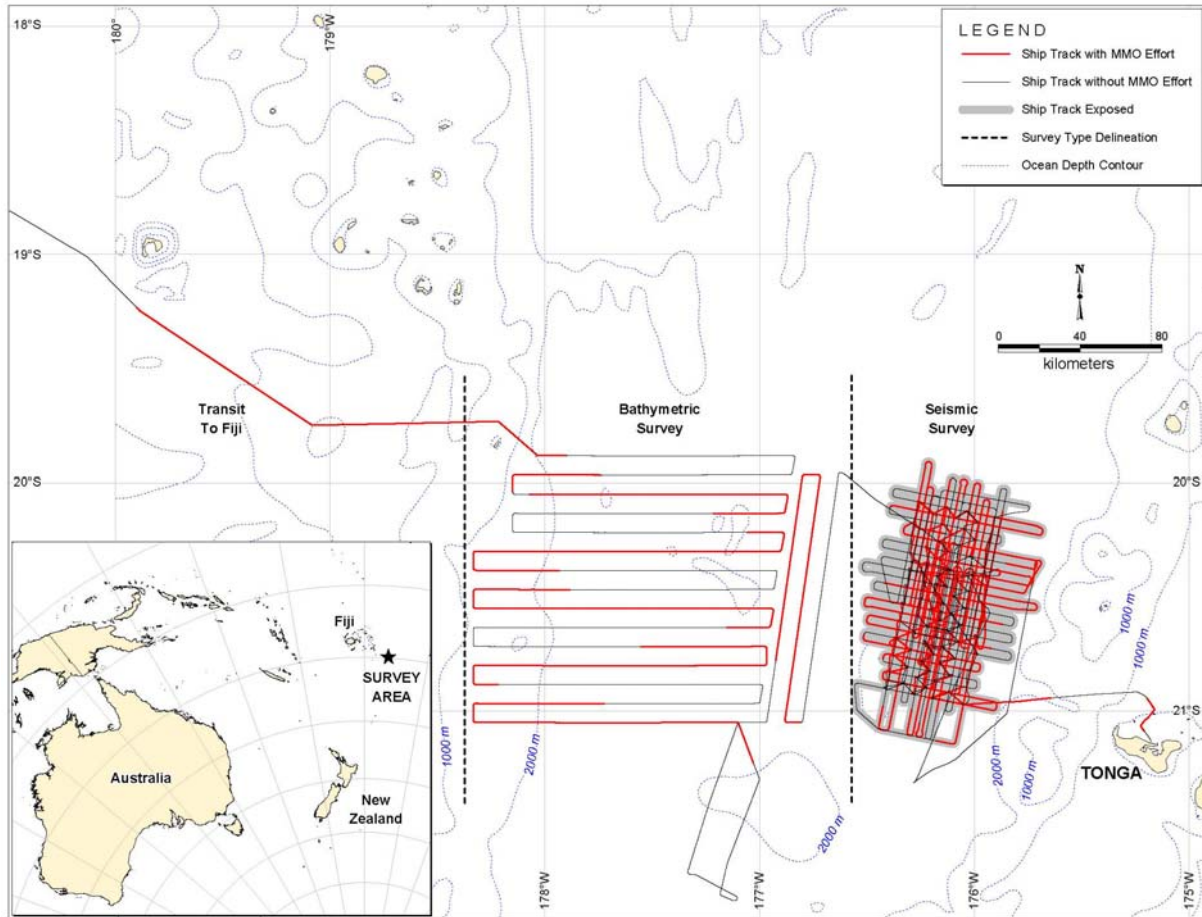 180°
179°W
18°S
19°S
20°S
21°S
LEGEND
Ship Track with MMO Effort
Ship Track without MMO Effort
Ship Track Exposed
Survey Type Delineation
Ocean Depth Contour
N
0 40 80
kilometers
Transit
To Fiji
Bathymetric
Survey
Seismic
Survey
1000 m
2000 m
2000 m
2000 m
1000 m
1000 m
1000 m
TONGA
178°W
177°W
176°W
175°W
Fiji
SURVEY
AREA
Australia
New
Zealand